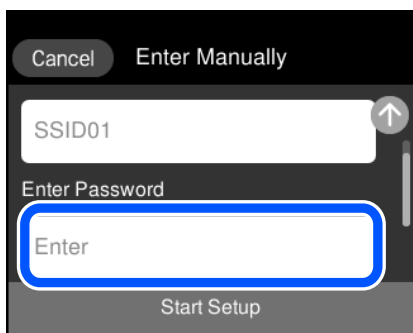 Cancel Enter Manually
SSID01
Enter Password
Enter
Start Setup